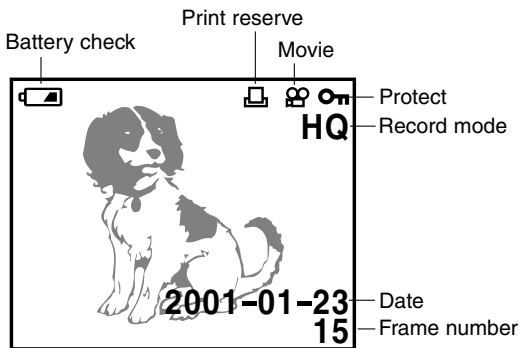 Print reserve
Battery check
Movie
Protect
HQ
Record mode
2001-01-23
Date
15
Frame number